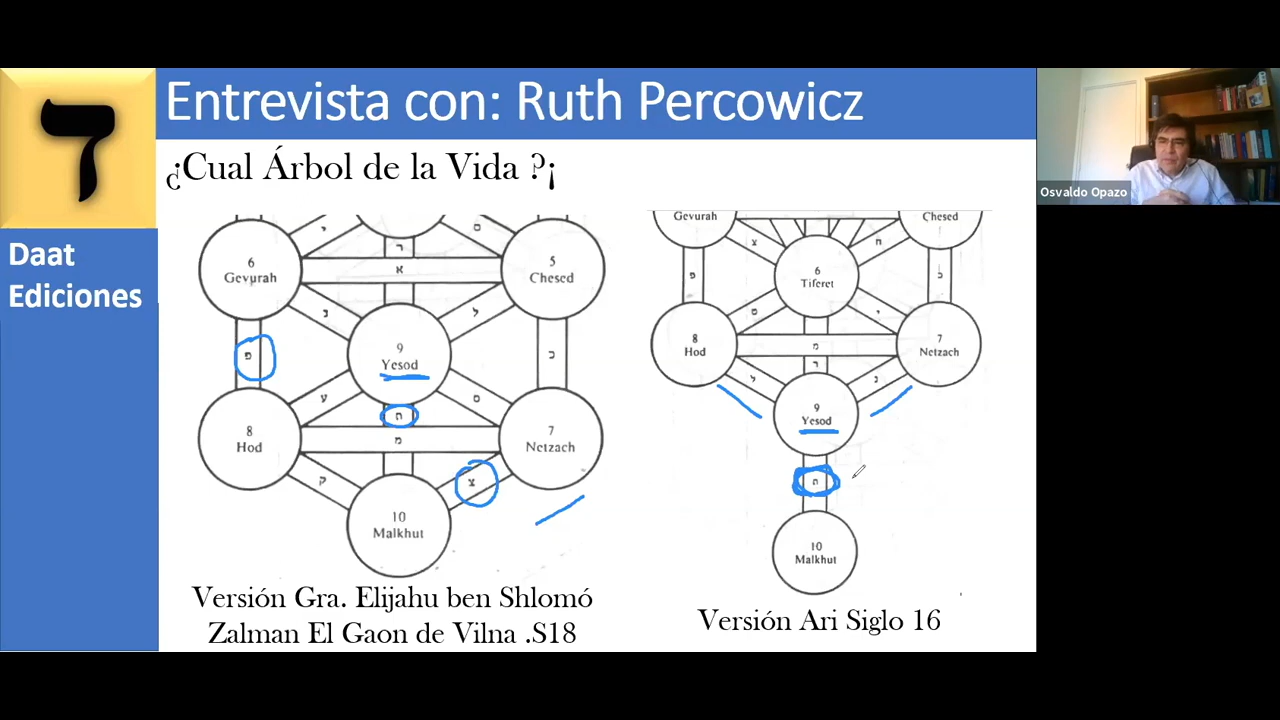 ד
Daat
Ediciones
Entrevista con: Ruth Percowicz
¿Cual Árbol de la Vida ?¡
י
ר
6
Gevurah
א
5
Chesed
נ
ל
פ
9
Yesod
כ
ע
ס
ת
8
Hod
מ
7
Netzach
ק
צ
10
Malkhut
Versión Gra. Elijahu ben Shlomó
Zalman El Gaon de Vilna .S18
Gevurah
Chesed
צ
ח
פ
6
Tiferet
כ
ס
י
8
Hod
מ
7
Netzach
ר
ל
נ
9
Yesod
ת
10
Malkhut
Versión Ari Siglo 16
Osvaldo Opazo